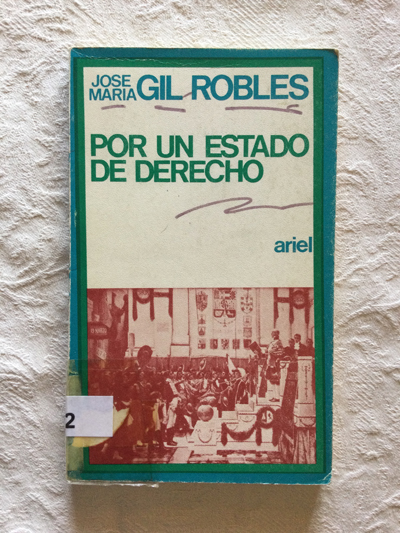 JOSE
MARIA GIL ROBLES
POR UN ESTADO
DE DERECHO
ariel
2